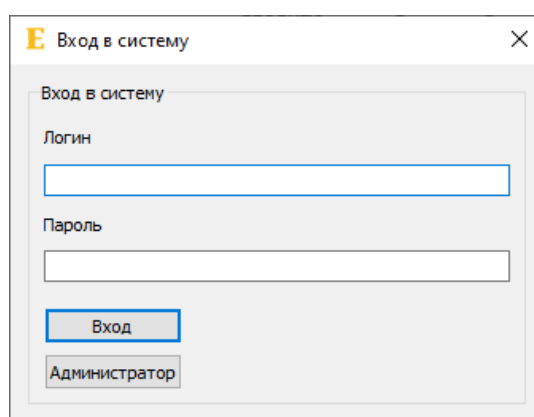 E Вход в систему
Вход в систему
Логин
Пароль
Вход
Администратор